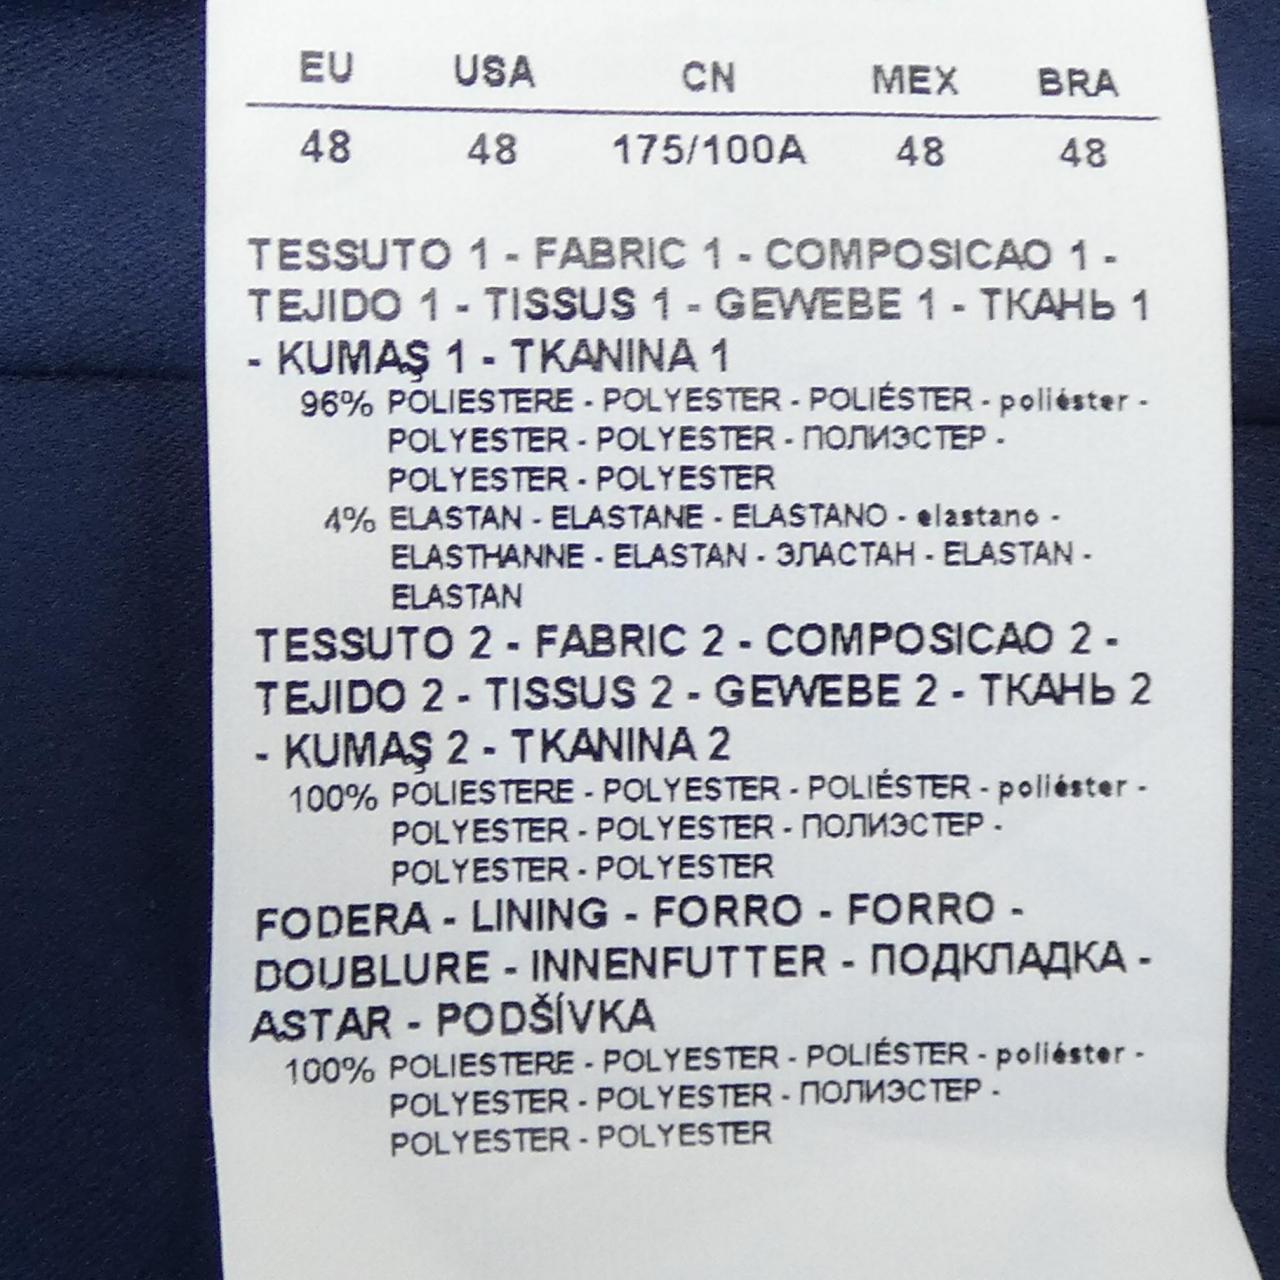 EU USA CN MEX BRA
48 48 175/100A 48 48
TESSUTO 1 - FABRIC 1 - COMPOSICAO 1 -
TEJIDO 1 - TISSUS 1 - GEWEBE 1 - ТКАНЬ 1
- KUMAŞ 1 - TKANINA 1
96% POLIESTERE - POLYESTER - POLIÉSTER - poliéster -
POLYESTER - POLYESTER - ПОЛИЭСТЕР -
POLYESTER - POLYESTER
4% ELASTAN - ELASTANE - ELASTANO - elastano -
ELASTHANNE - ELASTAN - ЭЛАСТАН - ELASTAN -
ELASTAN
TESSUTO 2 - FABRIC 2 - COMPOSICAO 2 -
TEJIDO 2 - TISSUS 2 - GEWEBE 2 - ТКАНЬ 2
- KUMAŞ 2 - TKANINA 2
100% POLIESTERE - POLYESTER - POLIÉSTER - poliéster -
POLYESTER - POLYESTER - ПОЛИЭСТЕР -
POLYESTER - POLYESTER
FODERA - LINING - FORRO - FORRO -
DOUBLURE - INNENFUTTER - ПОДКЛАДКА -
ASTAR - PODŠÍVKA
100% POLIESTERE - POLYESTER - POLIÉSTER - poliéster -
POLYESTER - POLYESTER - ПОЛИЭСТЕР -
POLYESTER - POLYESTER